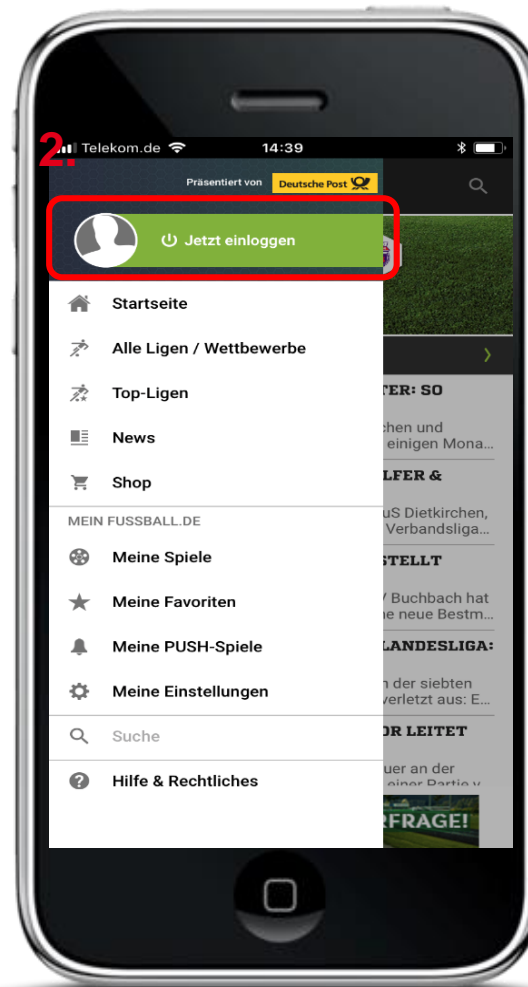 2.
Telekom.de 14:39
Präsentiert von Deutsche Post
Jetzt einloggen
Startseite
Alle Ligen / Wettbewerbe
Top-Ligen
News
Shop
MEIN FUSSBALL.DE
Meine Spiele
Meine Favoriten
Meine PUSH-Spiele
Meine Einstellungen
Suche
Hilfe & Rechtliches
TER: SO
chen und
einigen Mona...
LFER &
uS Dietkirchen,
Verbandsliga...
STELLT
/ Buchbach hat
ne neue Bestm...
LANDESLIGA:
n der siebten
verletzt aus: E...
OR LEITET
uer an der
einer Partie v
RFRAGE!